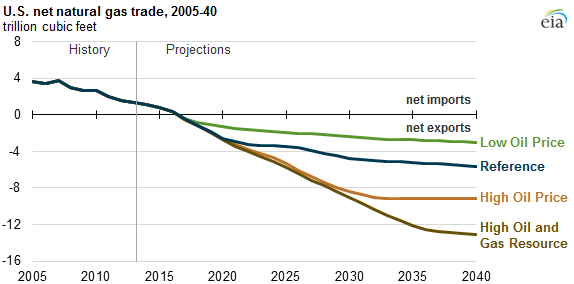 U.S. net natural gas trade, 2005-40
trillion cubic feet
eia
8
History
Projections
4
net imports
0
net exports
Low Oil Price
-4
Reference
-8
High Oil Price
-12
High Oil and
Gas Resource
-16
2005 2010 2015 2020 2025 2030 2035 2040